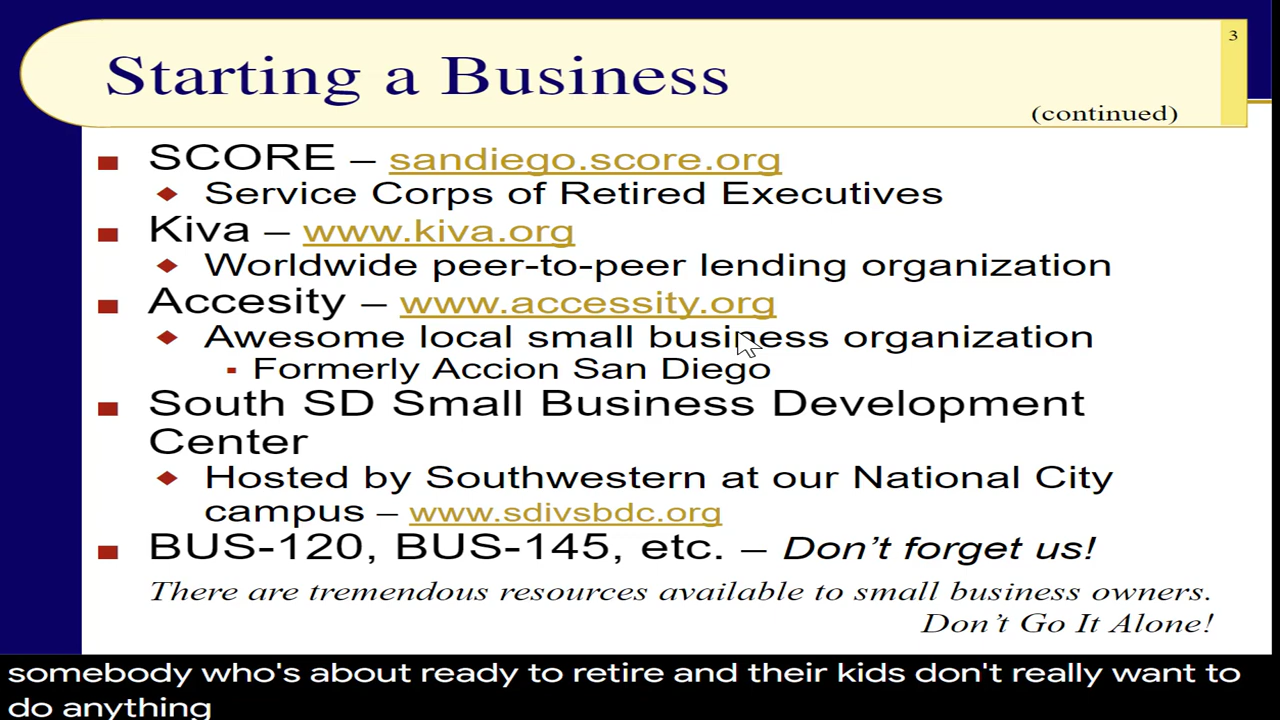 3
Starting a Business
(continued)
SCORE – sandiego.score.org
Service Corps of Retired Executives
Kiva – www.kiva.org
Worldwide peer-to-peer lending organization
Accesity – www.accessity.org
Awesome local small business organization
Formerly Accion San Diego
South SD Small Business Development
Center
Hosted by Southwestern at our National City
campus – www.sdivsbdc.org
BUS-120, BUS-145, etc. – Don't forget us!
There are tremendous resources available to small business owners.
Don't Go It Alone!
somebody who's about ready to retire and their kids don't really want to
do anything